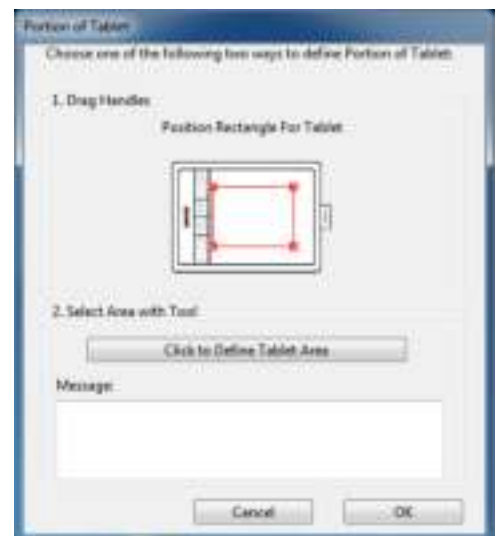 Portion of Tablet
Choose one of the following two ways to define Portion of Tablet:
1. Drag Handles
Position Rectangle For Tablet
2. Select Area with Tool
Click to Define Tablet Area
Message:
Cancel
OK